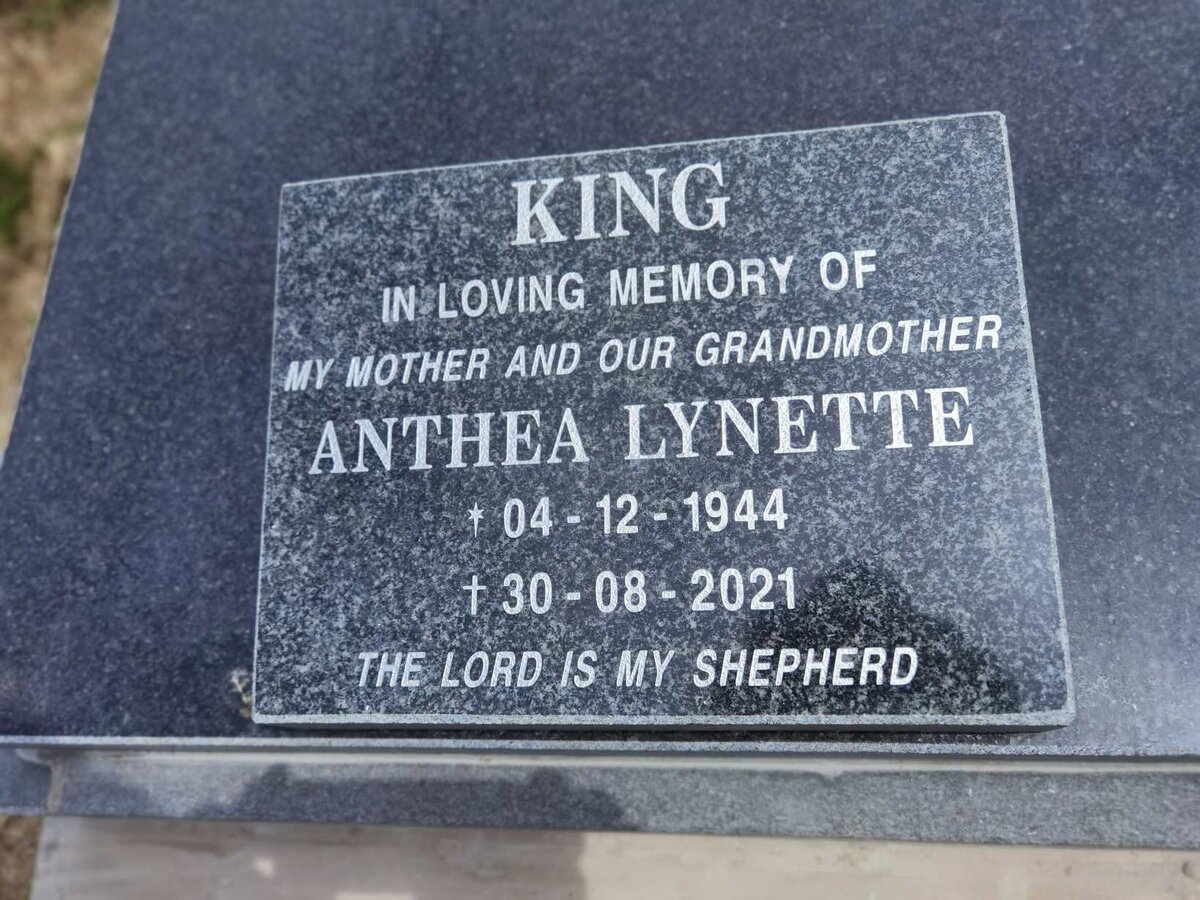 KING
IN LOVING MEMORY OF
MY MOTHER AND OUR GRANDMOTHER
ANTHEA LYNETTE
* 04 - 12 - 1944
† 30 - 08 - 2021
THE LORD IS MY SHEPHERD